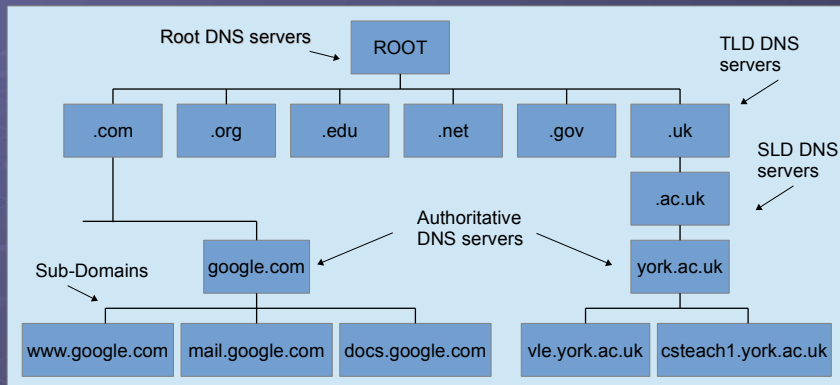 Root DNS servers
ROOT
TLD DNS
servers
.com
.org
.edu
.net
.gov
.uk
SLD DNS
servers
.ac.uk
Authoritative
DNS servers
google.com
york.ac.uk
Sub-Domains
www.google.com
mail.google.com
docs.google.com
vle.york.ac.uk
csteach1.york.ac.uk